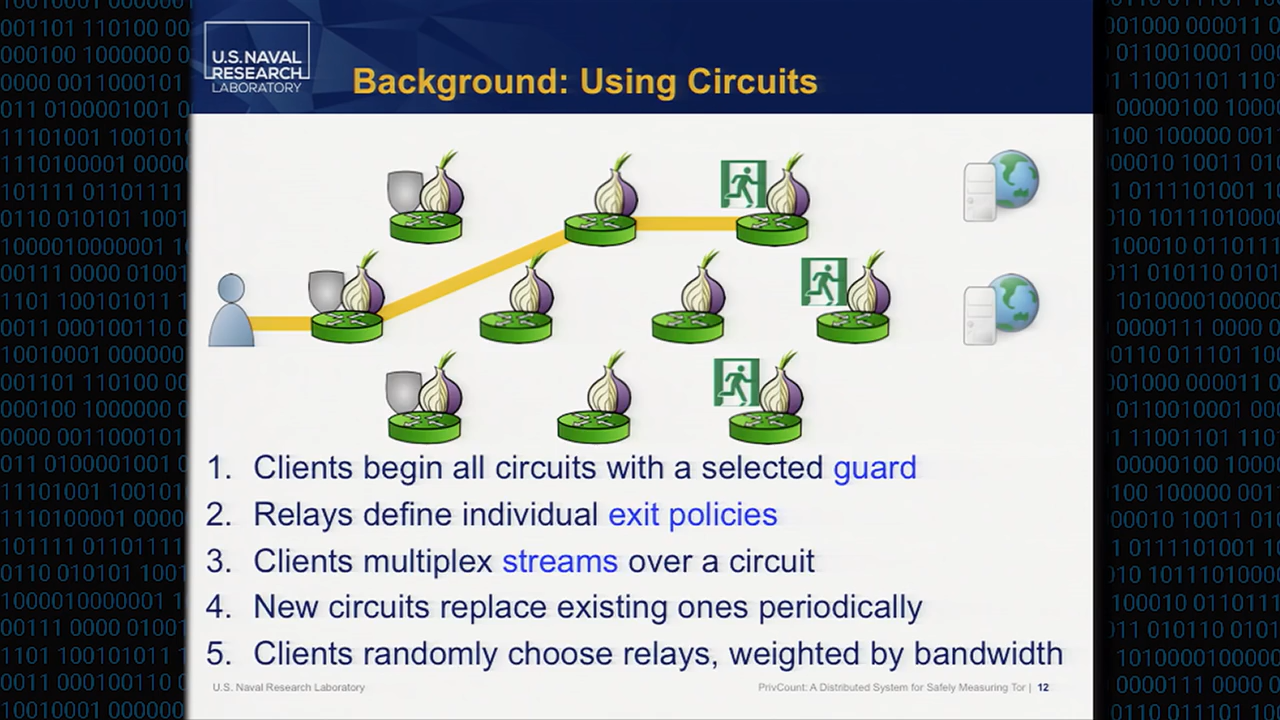 U.S. NAVAL
RESEARCH
LABORATORY
Background: Using Circuits
1. Clients begin all circuits with a selected guard
2. Relays define individual exit policies
3. Clients multiplex streams over a circuit
4. New circuits replace existing ones periodically
5. Clients randomly choose relays, weighted by bandwidth
U.S. Naval Research Laboratory
PrivCount: A Distributed System for Safely Measuring Tor | 12